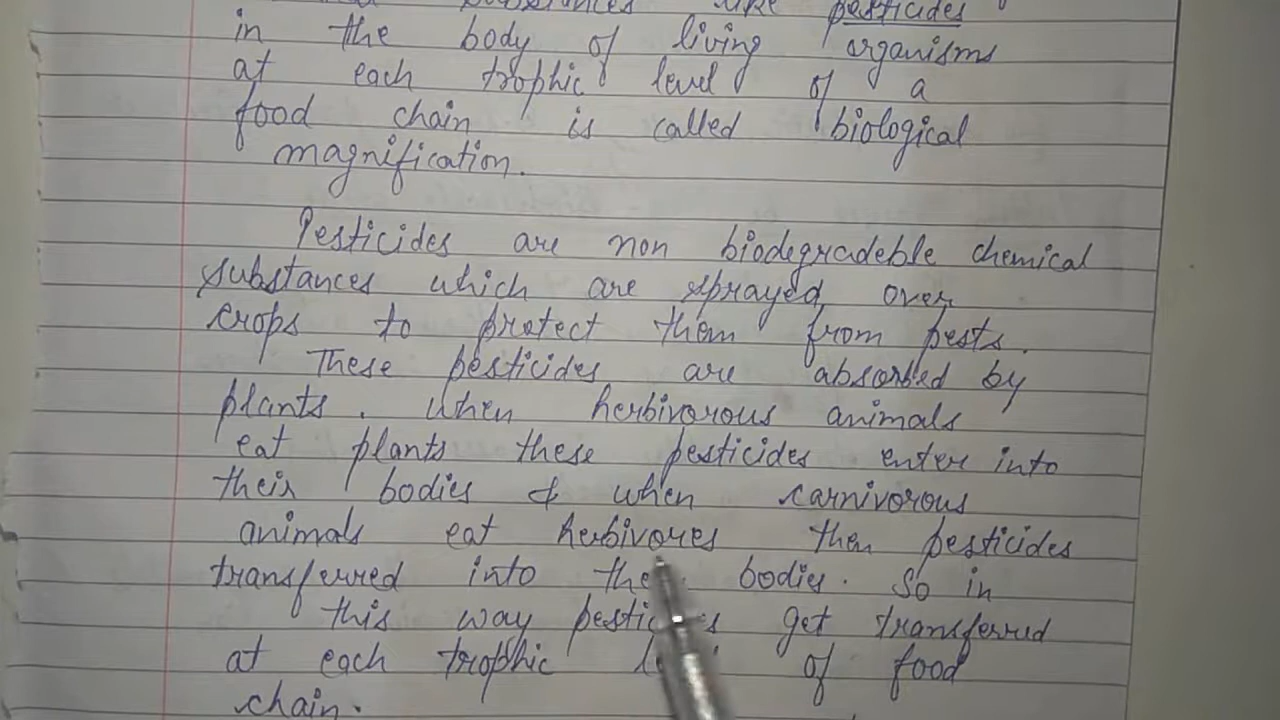 substances like pesticides
in the body of living organisms
at each trophic level of a
food chain is called biological
magnification.
Pesticides are non biodegradeble chemical
substances which are sprayed over
crops to protect them from pests.
These pesticides are absorbed by
plants. When herbivorous animals
eat plants these pesticides enter into
their bodies & when carnivorous
animals eat herbivores then pesticides
transferred into bodies. So in
this way get transferred
at each trophic of food
chain.